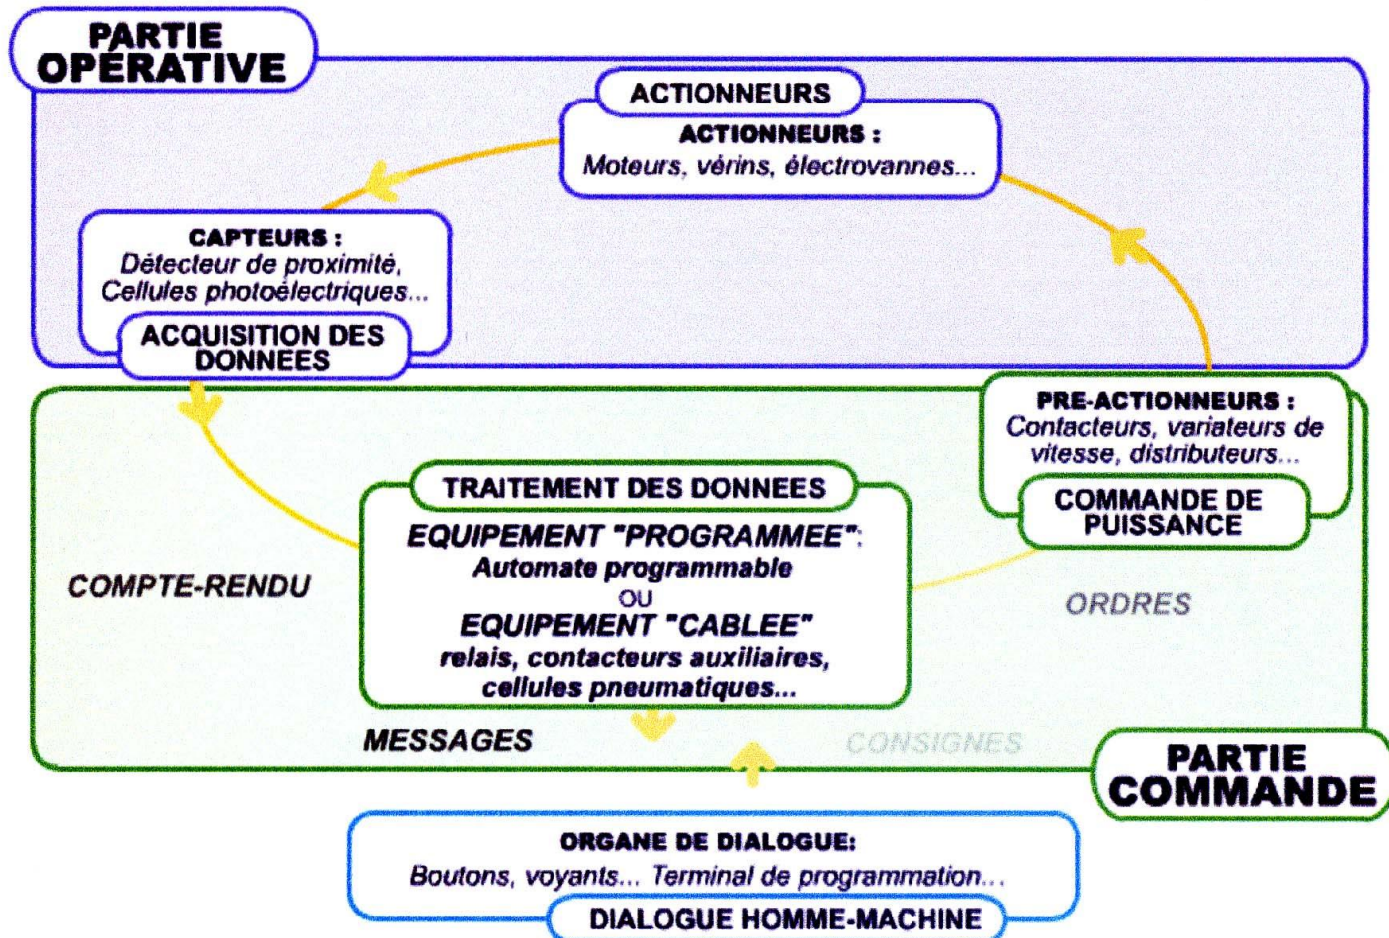 PARTIE
OPÉRATIVE
ACTIONNEURS
ACTIONNEURS :
Moteurs, vérins, électrovannes...
CAPTEURS :
Détecteur de proximité,
Cellules photoélectriques...
ACQUISITION DES
DONNEES
PRE-ACTIONNEURS :
Contacteurs, variateurs de
vitesse, distributeurs...
COMMANDE DE
PUISSANCE
TRAITEMENT DES DONNEES
EQUIPEMENT "PROGRAMMEE":
Automate programmable
OU
EQUIPEMENT "CABLEE"
relais, contacteurs auxiliaires,
cellules pneumatiques...
COMPTE-RENDU
ORDRES
MESSAGES
CONSIGNES
PARTIE
COMMANDE
ORGANE DE DIALOGUE:
Boutons, voyants... Terminal de programmation...
DIALOGUE HOMME-MACHINE